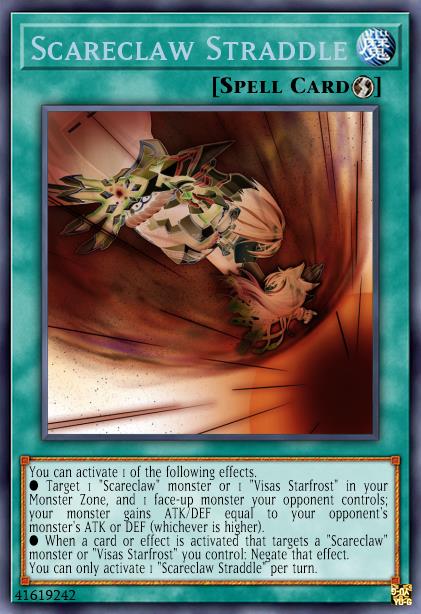 Scareclaw Straddle
魔
[Spell Card]
You can activate 1 of the following effects.
● Target 1 "Scareclaw" monster or 1 "Visas Starfrost" in your
Monster Zone, and 1 face-up monster your opponent controls;
your monster gains ATK/DEF equal to your opponent's
monster's ATK or DEF (whichever is higher).
● When a card or effect is activated that targets a "Scareclaw"
monster or "Visas Starfrost" you control: Negate that effect.
You can only activate 1 "Scareclaw Straddle" per turn.
41619242